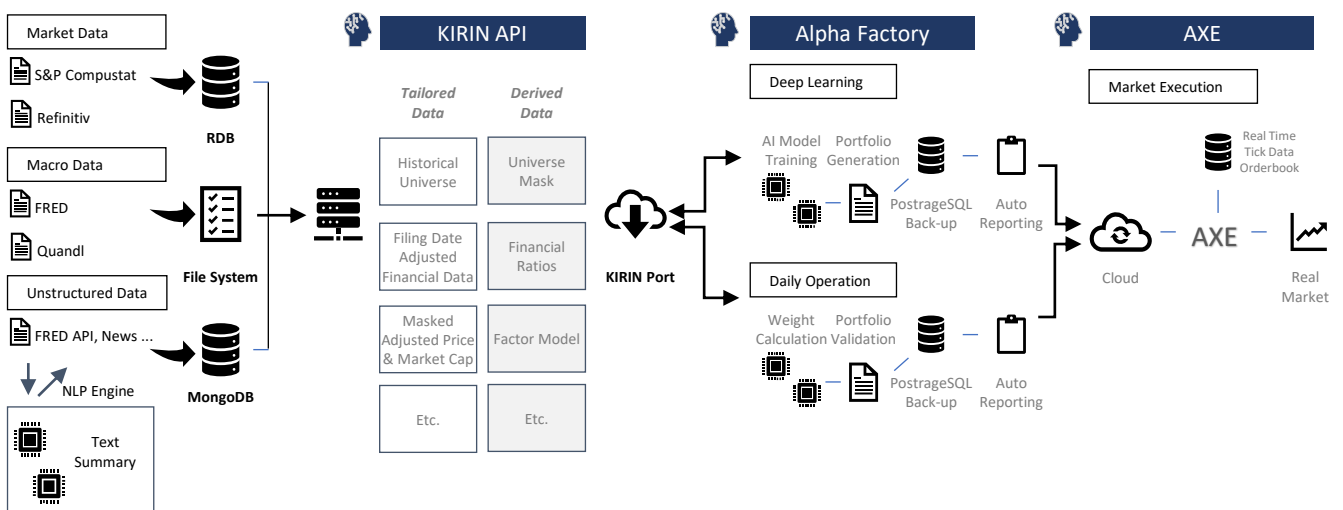 Market Data
S&P Compustat
Refinitiv
RDB
Macro Data
FRED
Quandl
File System
Unstructured Data
FRED API, News ...
MongoDB
NLP Engine
Text
Summary
KIRIN API
Tailored
Data
Derived
Data
Historical
Universe
Universe
Mask
Filing Date
Adjusted
Financial Data
Financial
Ratios
Masked
Adjusted Price
& Market Cap
Factor Model
Etc.
Etc.
KIRIN Port
Alpha Factory
Deep Learning
AI Model
Training
Portfolio
Generation
PostrageSQL
Back-up
Auto
Reporting
Daily Operation
Weight
Calculation
Portfolio
Validation
PostrageSQL
Back-up
Auto
Reporting
AXE
Market Execution
Real Time
Tick Data
Orderbook
Cloud
AXE
Real
Market